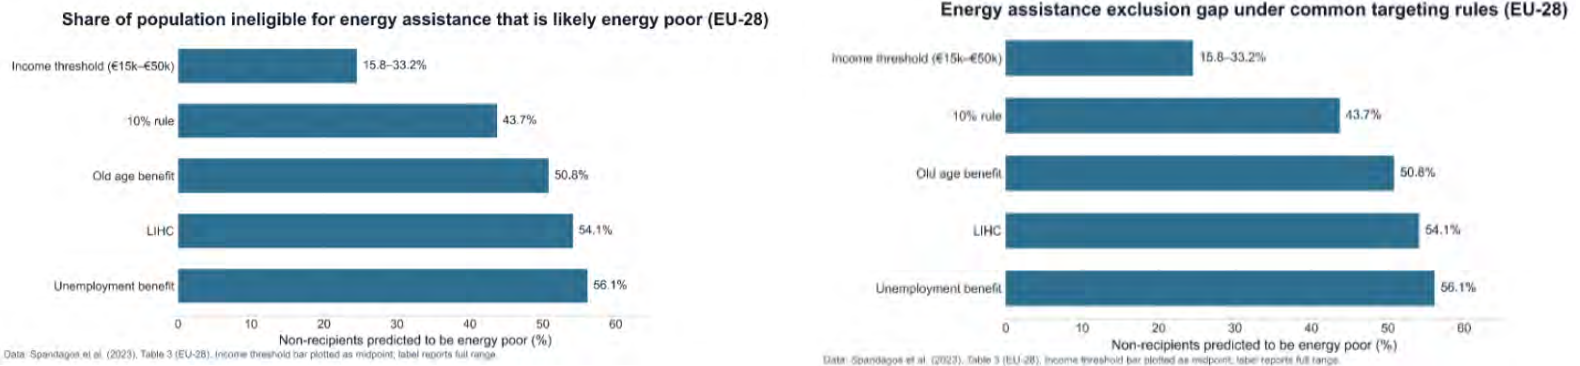 Share of population ineligible for energy assistance that is likely energy poor (EU-28)
Income threshold (€15k–€50k)
15.8–33.2%
10% rule
43.7%
Old age benefit
50.8%
LIHC
54.1%
Unemployment benefit
56.1%
0 10 20 30 40 50 60
Non-recipients predicted to be energy poor (%)
Data: Spandagos et al. (2023), Table 3 (EU-28). Income threshold bar plotted as midpoint; label reports full range.
Energy assistance exclusion gap under common targeting rules (EU-28)
Income threshold (€15k–€50k)
15.8–33.2%
10% rule
43.7%
Old age benefit
50.8%
LIHC
54.1%
Unemployment benefit
56.1%
0 10 20 30 40 50 60
Non-recipients predicted to be energy poor (%)
Data: Spandagos et al. (2023), Table 3 (EU-28). Income threshold bar plotted as midpoint; label reports full range.